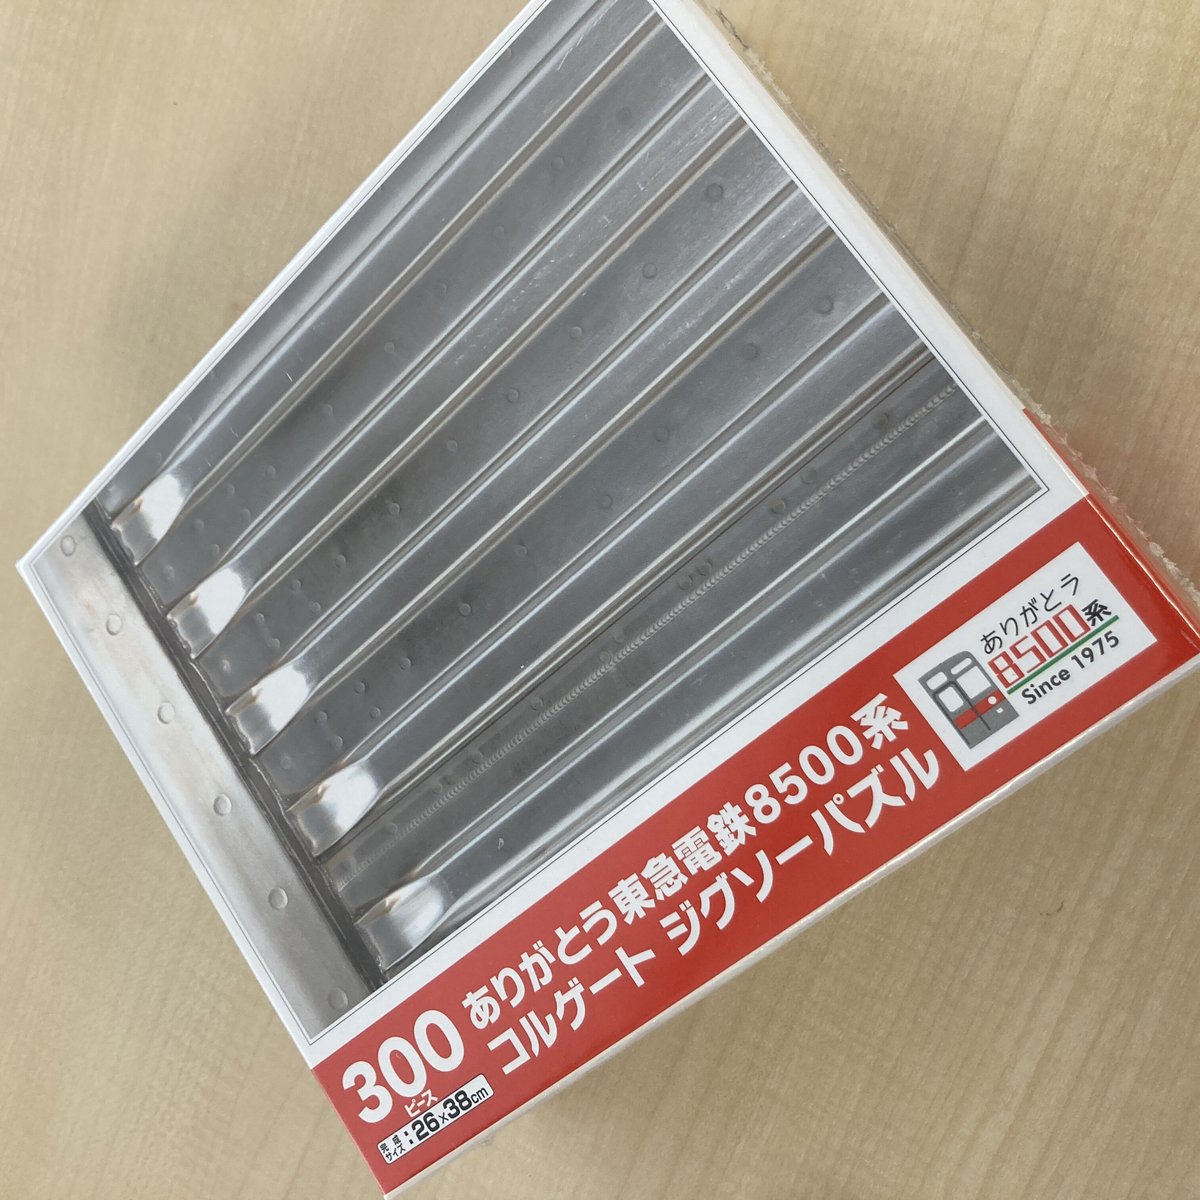 300
ピース
完成サイズ:26×38cm
ありがとう東急電鉄8500系
コルゲート ジグソーパズル
ありがとう
8500系
Since 1975